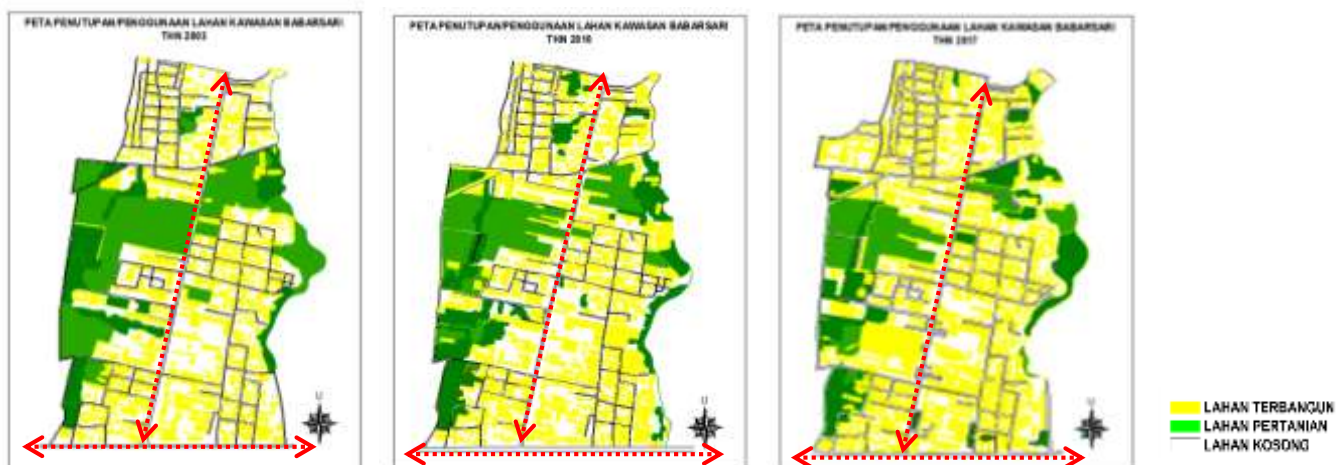 PETA PENUTUPAN/PENGGUNAAN LAHAN KAWASAN BABARSARI
THN 2003
PETA PENUTUPAN/PENGGUNAAN LAHAN KAWASAN BABARSARI
THN 2010
PETA PENUTUPAN/PENGGUNAAN LAHAN KAWASAN BABARSARI
THN 2017
U
U
U
LAHAN TERBANGUN
LAHAN PERTANIAN
LAHAN KOSONG